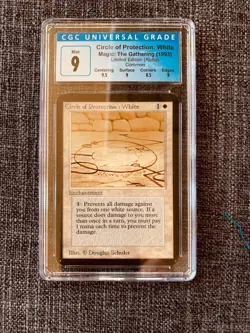 CGC UNIVERSAL GRADE
Mint
9
Circle of Protection: White
Magic: The Gathering (1993)
Limited Edition (Alpha)
Common
Centering Surface Corners Edges
9.5 9 8.5 9
Circle of Protection: White 1
Enchantment
Prevents all damage against
you from one white source. If a
source does damage to you more
than once in a turn, you must pay
1 mana each time to prevent the
damage.
Illus. © Douglas Schuler